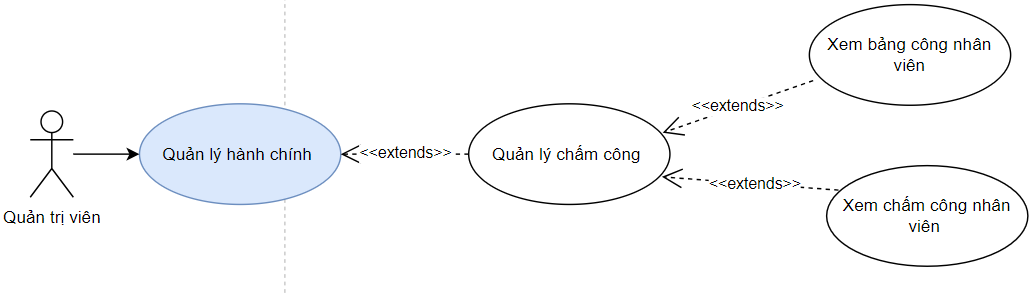 Quản trị viên
Quản lý hành chính
<<extends>>
Quản lý chấm công
<<extends>>
Xem bảng công nhân
viên
<<extends>>
Xem chấm công nhân
viên